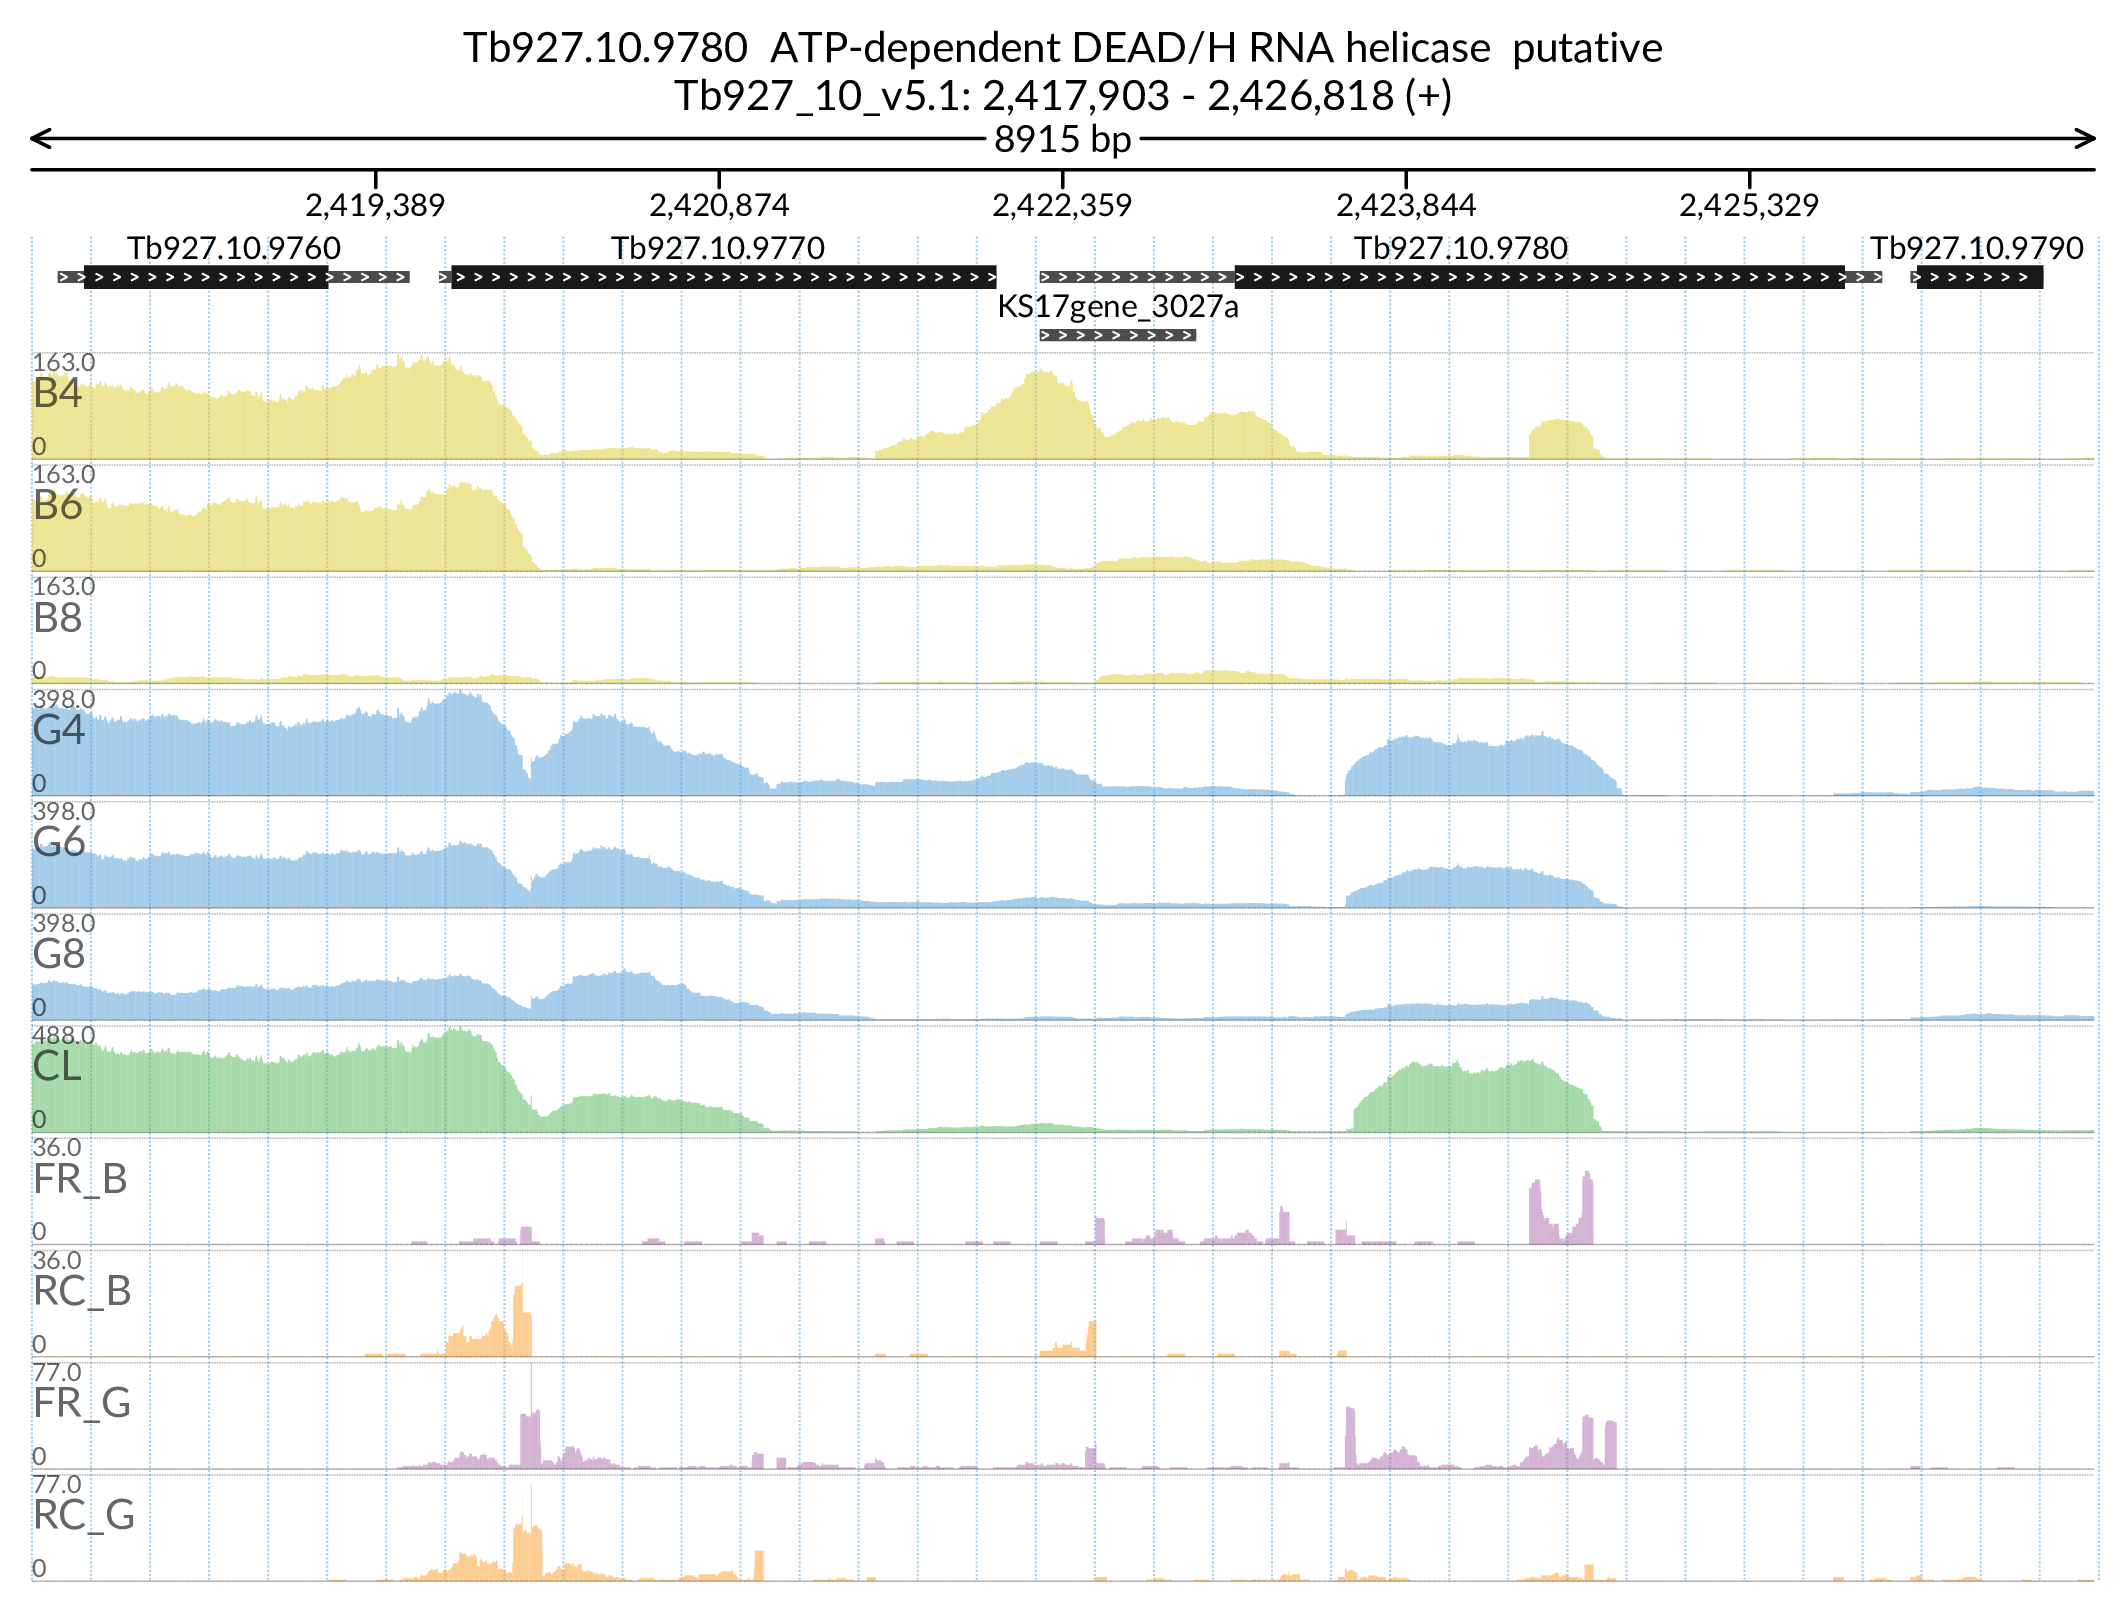 Tb927.10.9780  ATP-dependent DEAD/H RNA helicase  putative
Tb927_10_v5.1: 2,417,903 - 2,426,818 (+)
8915 bp
2,419,389 2,420,874 2,422,359 2,423,844 2,425,329
Tb927.10.9760 Tb927.10.9770 Tb927.10.9780 Tb927.10.9790
KS17gene_3027a
163.0
B4
0
163.0
B6
0
163.0
B8
0
398.0
G4
0
398.0
G6
0
398.0
G8
0
488.0
CL
0
36.0
FR_B
0
36.0
RC_B
0
77.0
FR_G
0
77.0
RC_G
0